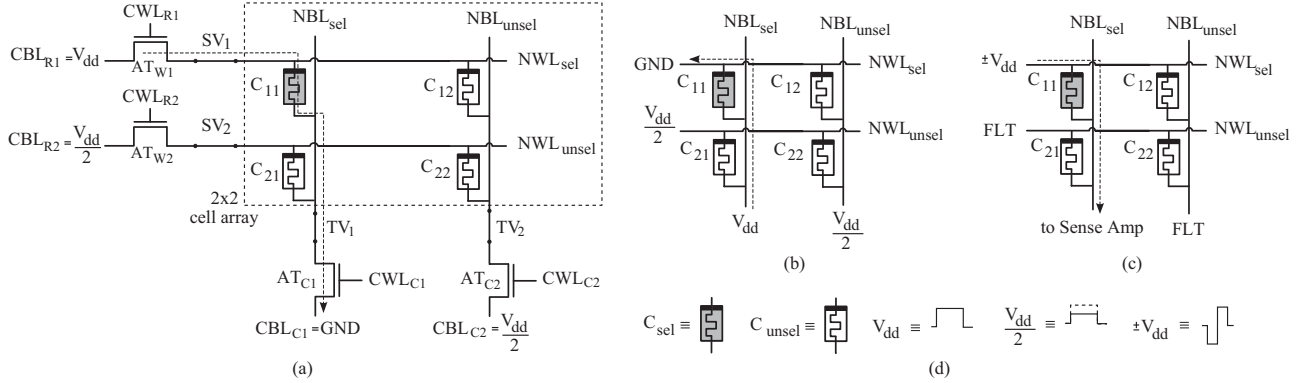 CWL_R1
NBL_sel
NBL_unsel
CBL_R1 = V_dd
SV_1
AT_W1
NWL_sel
C_11
C_12
CWL_R2
CBL_R2 = V_dd/2
SV_2
AT_W2
NWL_unsel
C_21
C_22
2x2
cell array
TV_1
TV_2
AT_C1
CWL_C1
AT_C2
CWL_C2
CBL_C1 = GND
CBL_C2 = V_dd/2
(a)
NBL_sel
NBL_unsel
GND
NWL_sel
C_11
C_12
V_dd/2
NWL_unsel
C_21
C_22
V_dd
V_dd/2
(b)
NBL_sel
NBL_unsel
±V_dd
NWL_sel
C_11
C_12
FLT
NWL_unsel
C_21
C_22
to Sense Amp
FLT
(c)
C_sel ≡
C_unsel ≡
V_dd ≡
V_dd/2 ≡
±V_dd ≡
(d)